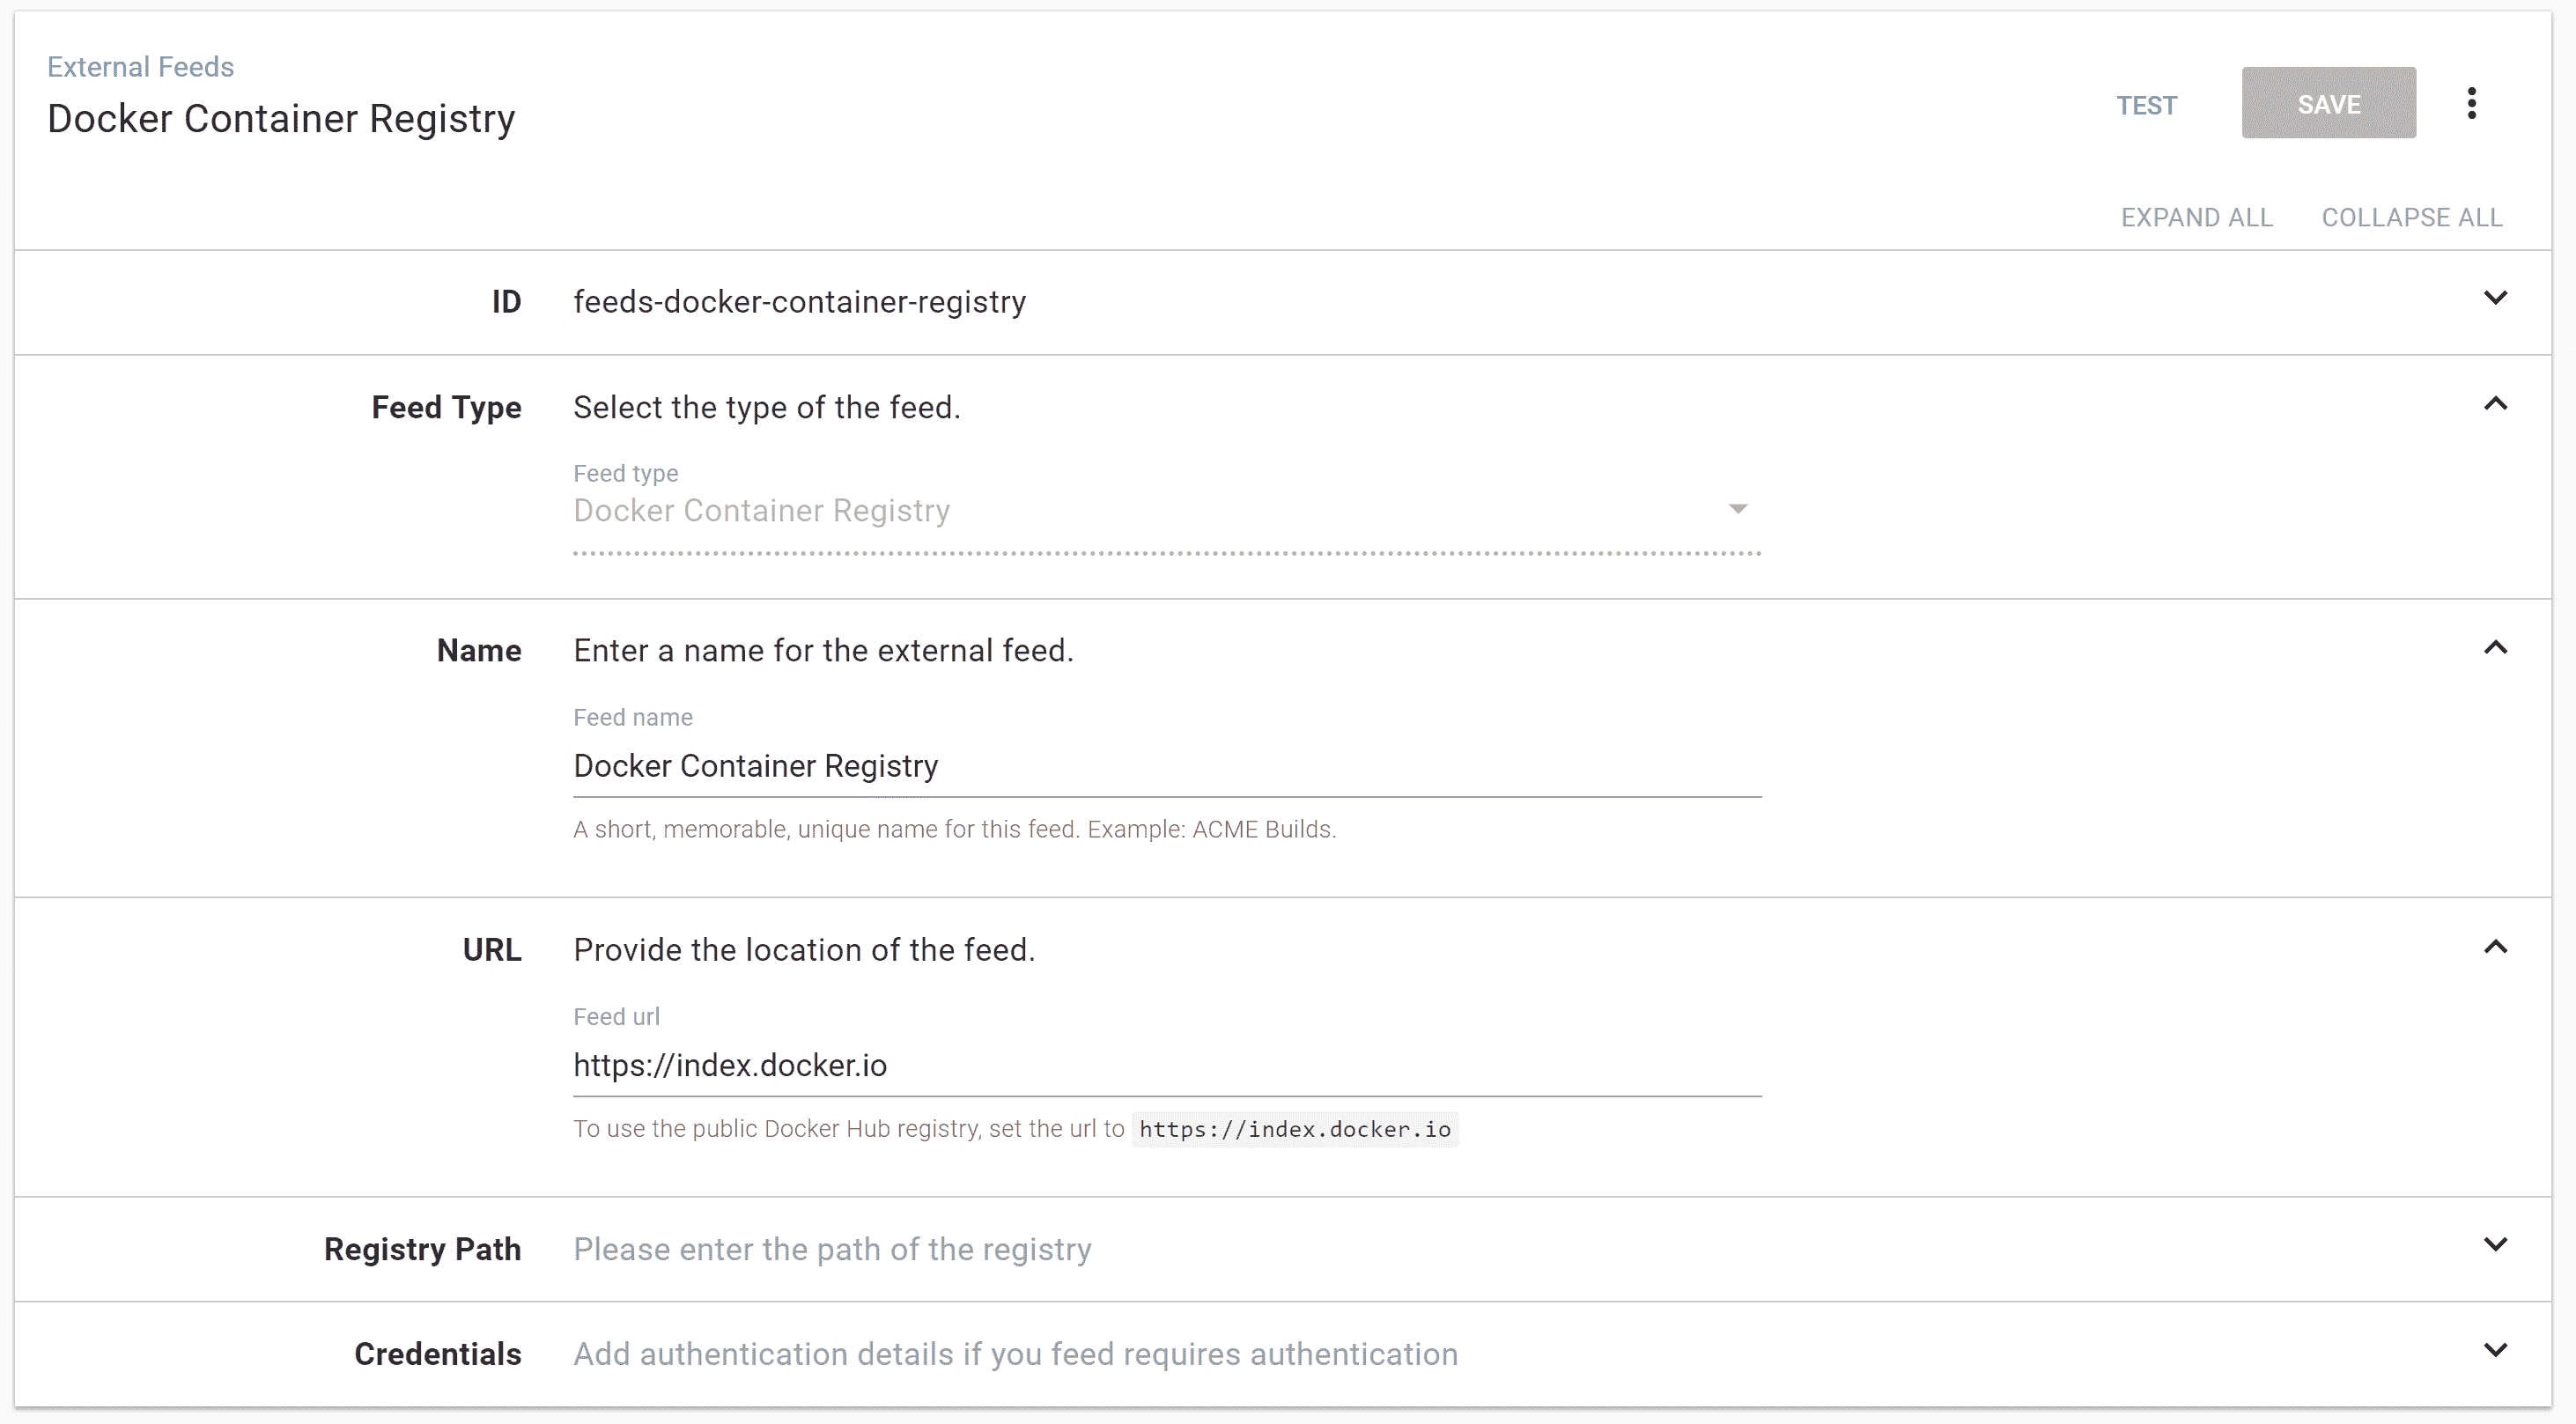 External Feeds
Docker Container Registry
TEST
SAVE
EXPAND ALL
COLLAPSE ALL
ID
feeds-docker-container-registry
Feed Type
Select the type of the feed.
Feed type
Docker Container Registry
Name
Enter a name for the external feed.
Feed name
Docker Container Registry
A short, memorable, unique name for this feed. Example: ACME Builds.
URL
Provide the location of the feed.
Feed url
https://index.docker.io
To use the public Docker Hub registry, set the url to https://index.docker.io
Registry Path
Please enter the path of the registry
Credentials
Add authentication details if you feed requires authentication